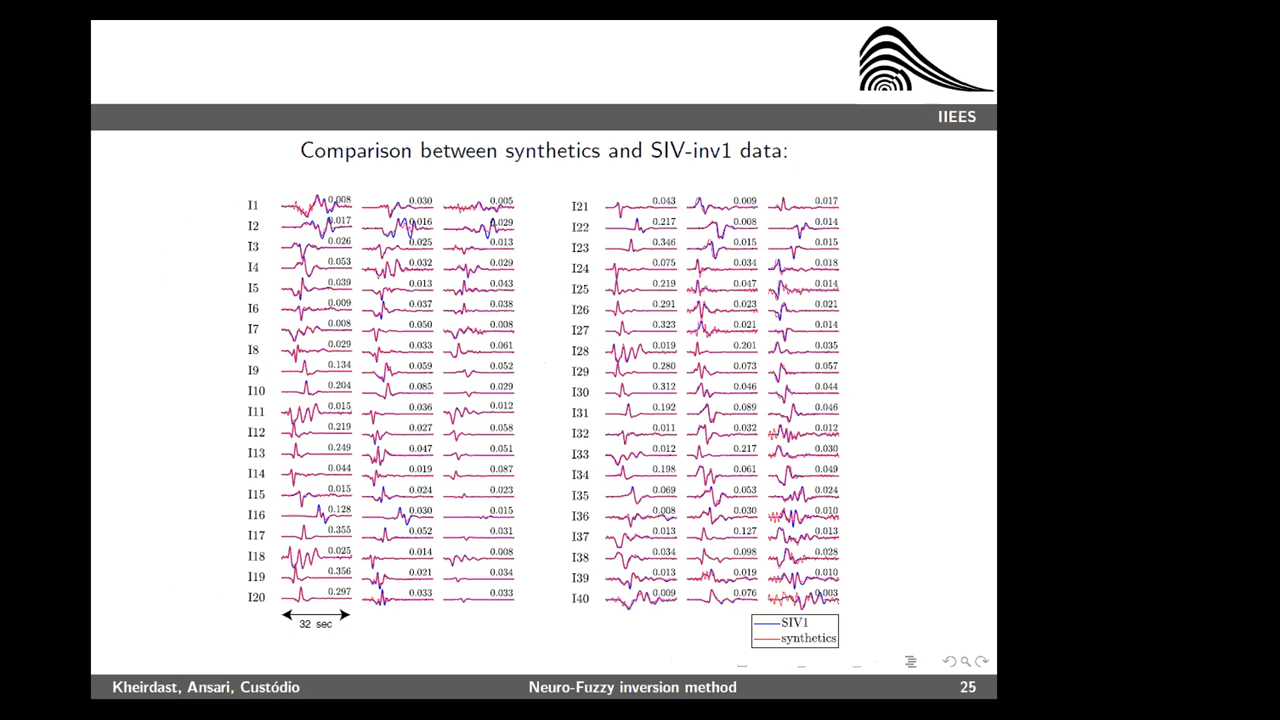 IIEES
Comparison between synthetics and SIV-inv1 data:
I1 0.008 0.030 0.005
I2 0.017 0.016 0.029
I3 0.026 0.025 0.013
I4 0.053 0.032 0.029
I5 0.039 0.013 0.043
I6 0.009 0.037 0.038
I7 0.008 0.050 0.008
I8 0.029 0.033 0.061
I9 0.134 0.059 0.052
I10 0.204 0.085 0.029
I11 0.015 0.036 0.012
I12 0.219 0.027 0.058
I13 0.249 0.047 0.051
I14 0.044 0.019 0.087
I15 0.015 0.024 0.023
I16 0.128 0.030 0.015
I17 0.355 0.052 0.031
I18 0.025 0.014 0.008
I19 0.356 0.021 0.034
I20 0.297 0.033 0.033
32 sec
I21 0.043 0.009 0.017
I22 0.217 0.008 0.014
I23 0.346 0.015 0.015
I24 0.075 0.034 0.018
I25 0.219 0.047 0.014
I26 0.291 0.023 0.021
I27 0.323 0.021 0.014
I28 0.019 0.201 0.035
I29 0.280 0.073 0.057
I30 0.312 0.046 0.044
I31 0.192 0.089 0.046
I32 0.011 0.032 0.012
I33 0.012 0.217 0.030
I34 0.198 0.061 0.049
I35 0.069 0.053 0.024
I36 0.008 0.030 0.010
I37 0.013 0.127 0.013
I38 0.034 0.098 0.028
I39 0.013 0.019 0.010
I40 0.009 0.076 0.003
SIV1
synthetics
Kheirdast, Ansari, Custódio
Neuro-Fuzzy inversion method
25